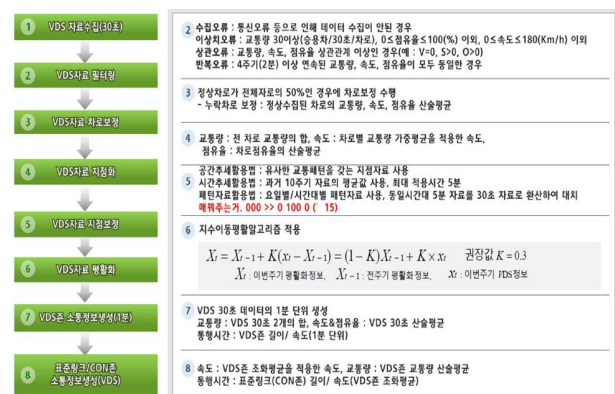 1 VDS 자료수집(30초)
2 VDS자료 필터링
3 VDS자료 차로보정
4 VDS자료 지점화
5 VDS자료 지점보정
6 VDS자료 평활화
7 VDS존 소통정보생성(1분)
8 표준링크/CON존
소통정보생성(VDS)
2 수집오류 : 통신오류 등으로 인해 데이터 수집이 안된 경우
이상치오류 : 교통량 30이상(승용차/30초/차로), 0≤점유율≤100(%) 이외, 0≤속도≤180(Km/h) 이외
상관오류 : 교통량, 속도, 점유율 상관관계 이상인 경우(예 : V=0, S>0, O>0)
반복오류 : 4주기(2분) 이상 연속된 교통량, 속도, 점유율이 모두 동일한 경우
3 정상차로가 전체차로의 50%인 경우에 차로보정 수행
- 누락차로 보정 : 정상수집된 차로의 교통량, 속도, 점유율 산술평균
4 교통량 : 전 차로 교통량의 합, 속도 : 차로별 교통량 가중평균을 적용한 속도,
점유율 : 차로점유율의 산술평균
5 공간추세활용법 : 유사한 교통패턴을 갖는 지점자료 사용
시간추세활용법 : 과거 10주기 자료의 평균값 사용, 최대 적용시간 5분
패턴자료활용법 : 요일별/시간대별 패턴자료 사용, 동일시간대 5분 자료를 30초 자료로 환산하여 대치
매꿔주는거. 000 >> 0 100 0 (` 15)
6 지수이동평활알고리즘 적용
Xt = Xt−1 + K(xt − Xt−1) = (1−K)Xt−1 + K × xt 권장값 K = 0.3
Xt : 이번주기 평활화정보, Xt−1 : 전주기 평활화정보, xt : 이번주기 VDS정보
7 VDS 30초 데이터의 1분 단위 생성
교통량 : VDS 30초 2개의 합, 속도&점유율 : VDS 30초 산술평균
통행시간 : VDS존 길이/ 속도(1분 단위)
8 속도 : VDS존 조화평균을 적용한 속도, 교통량 : VDS존 교통량 산술평균
통행시간 : 표준링크(CON존) 길이/ 속도(VDS존 조화평균)